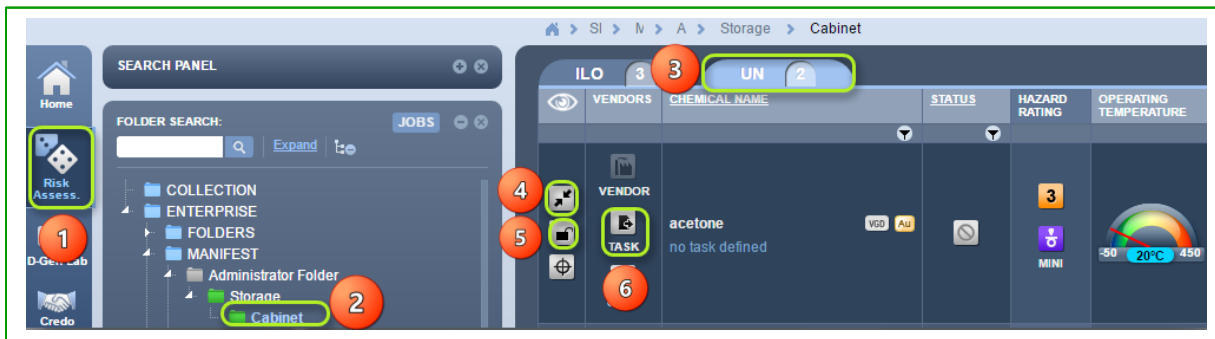 SI > M > A > Storage > Cabinet
SEARCH PANEL
Home
FOLDER SEARCH:
JOBS
Expand
Risk
Assess.
1
D-Gen Lab
Credo
COLLECTION
ENTERPRISE
FOLDERS
MANIFEST
Administrator Folder
Storage
Cabinet
2
ILO 3
3
UN 2
VENDORS
CHEMICAL NAME
STATUS
HAZARD
RATING
OPERATING
TEMPERATURE
4
5
VENDOR
TASK
6
acetone
VGD Au
no task defined
3
MINI
-50 20°C 450